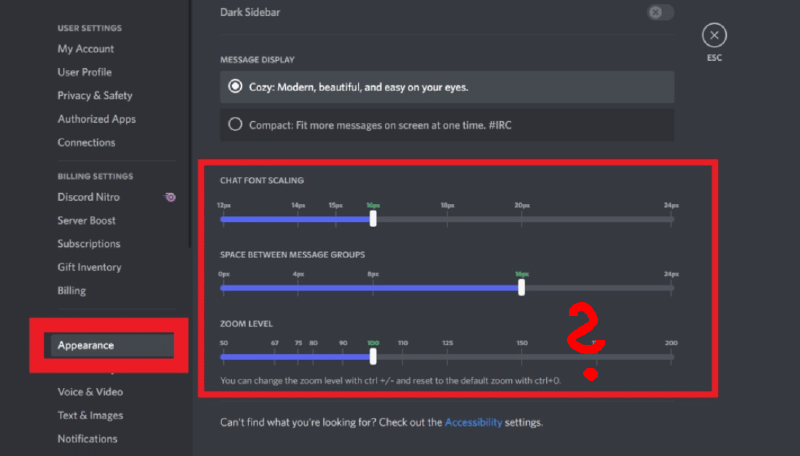 Dark Sidebar
USER SETTINGS
My Account
User Profile
Privacy & Safety
Authorized Apps
Connections
BILLING SETTINGS
Discord Nitro
Server Boost
Subscriptions
Gift Inventory
Billing
Appearance
Voice & Video
Text & Images
Notifications
MESSAGE DISPLAY
Cozy: Modern, beautiful, and easy on your eyes.
Compact: Fit more messages on screen at one time. #IRC
CHAT FONT SCALING
12px 14px 15px 16px 18px 20px 24px
SPACE BETWEEN MESSAGE GROUPS
0px 4px 8px 16px 24px
ZOOM LEVEL
50 67 75 80 90 100 110 125 150 200
?
You can change the zoom level with ctrl +/- and reset to the default zoom with ctrl+0.
Can't find what you're looking for? Check out the Accessibility settings.
ESC